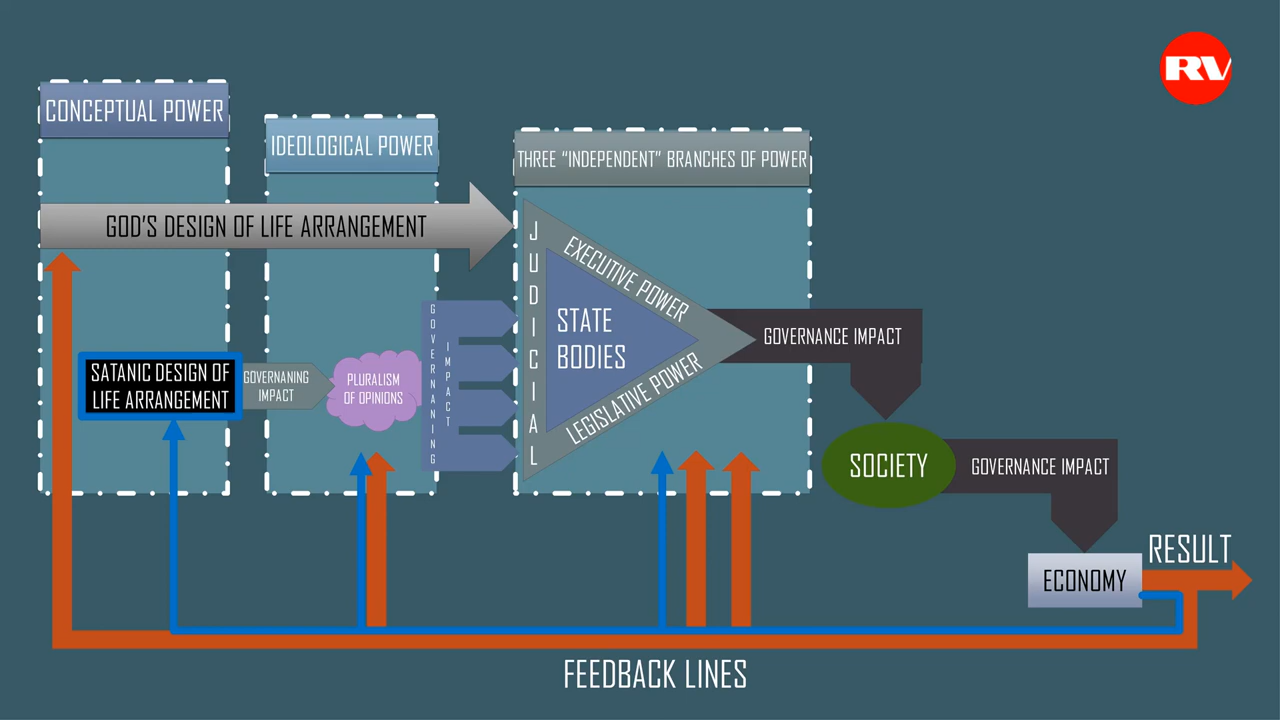 RV
CONCEPTUAL POWER
IDEOLOGICAL POWER
THREE “INDEPENDENT” BRANCHES OF POWER
GOD'S DESIGN OF LIFE ARRANGEMENT
SATANIC DESIGN OF
LIFE ARRANGEMENT
GOVERNANING
IMPACT
PLURALISM
OF OPINIONS
GOVERNANING
IMPACT
JUDICIAL
EXECUTIVE POWER
STATE
BODIES
LEGISLATIVE POWER
GOVERNANCE IMPACT
SOCIETY
GOVERNANCE IMPACT
ECONOMY
RESULT
FEEDBACK LINES